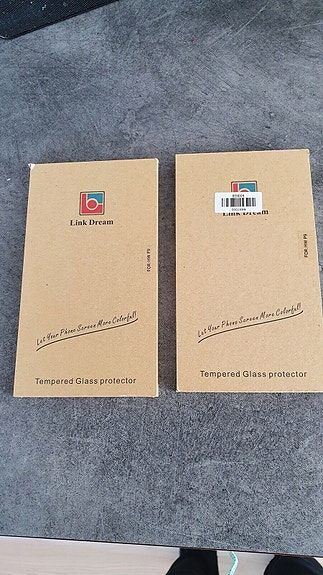 Link Dream
FOR HW P9
Let Your Phone Screen More Colorful!
Tempered Glass protector
Link Dream
FOR HW P9
Let Your Phone Screen More Colorful!
Tempered Glass protector